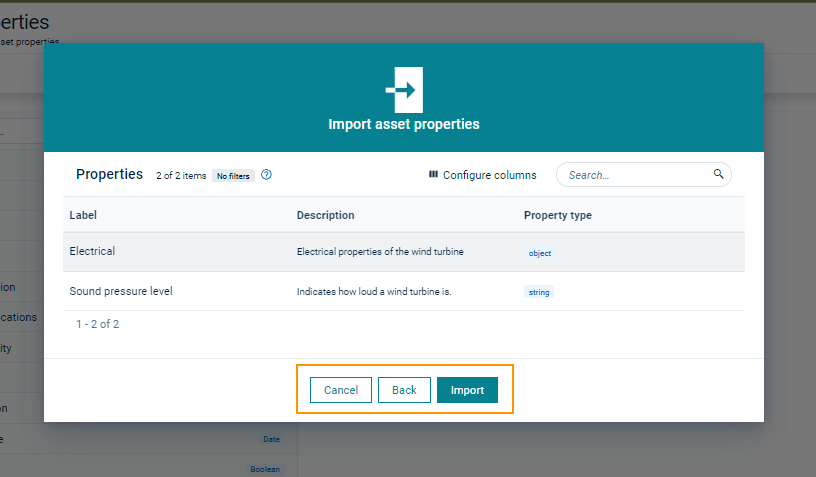 erties
set properties
Import asset properties
Properties 2 of 2 items No filters ? Configure columns Search...
Label Description Property type
Electrical Electrical properties of the wind turbine object
Sound pressure level Indicates how loud a wind turbine is. string
1 - 2 of 2
ion
cations
ity
Cancel Back Import
on
e Date
Boolean